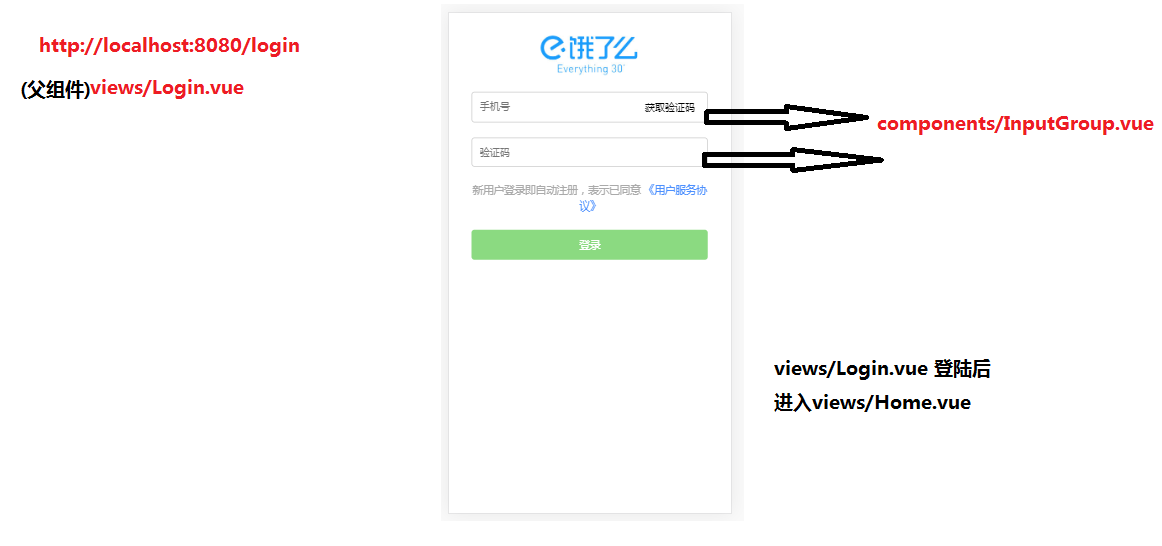 http://localhost:8080/login
(父组件)views/Login.vue
饿了么
Everything 30'
手机号 获取验证码
components/InputGroup.vue
验证码
新用户登录即自动注册，表示已同意《用户服务协
议》
登录
views/Login.vue 登陆后
进入views/Home.vue